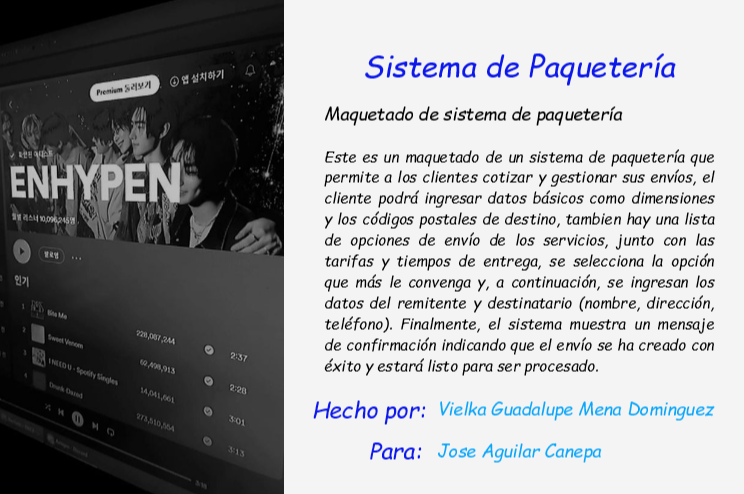 Premium 둘러보기
앱 설치하기
ENHYPEN
월별 리스너 10,096,245명
팔로잉
인기
1 Bite Me
228,087,244
2:37
2 Sweet Venom
62,498,913
2:28
3 I NEED U - Spotify Singles
14,041,661
3:01
4 Drunk-Dazed
273,510,554
3:13
Sistema de Paquetería
Maquetado de sistema de paquetería
Este es un maquetado de un sistema de paquetería que
permite a los clientes cotizar y gestionar sus envíos, el
cliente podrá ingresar datos básicos como dimensiones
y los códigos postales de destino, tambien hay una lista
de opciones de envío de los servicios, junto con las
tarifas y tiempos de entrega, se selecciona la opción
que más le convenga y, a continuación, se ingresan los
datos del remitente y destinatario (nombre, dirección,
teléfono). Finalmente, el sistema muestra un mensaje
de confirmación indicando que el envío se ha creado con
éxito y estará listo para ser procesado.
Hecho por: Vielka Guadalupe Mena Dominguez
Para: Jose Aguilar Canepa